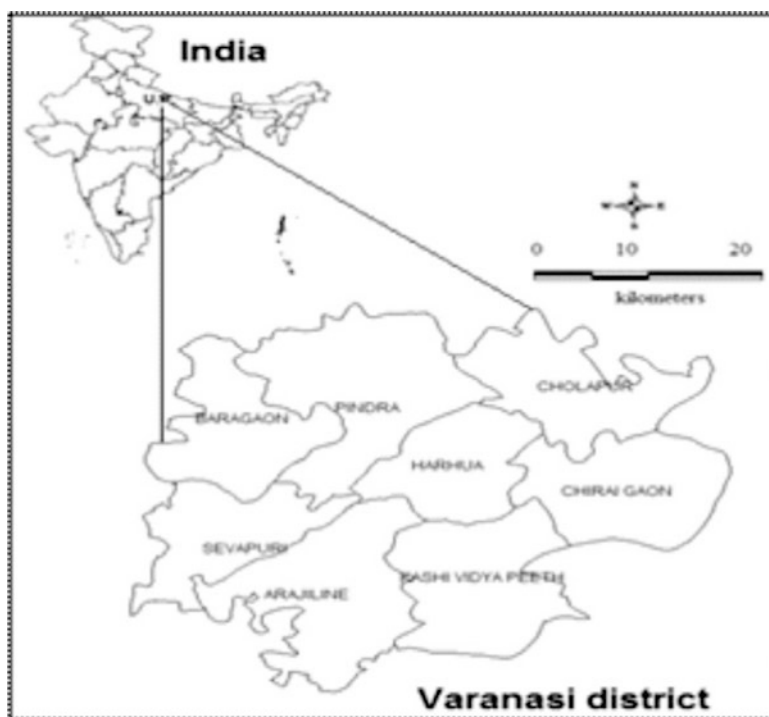 India
N
W E
S
0 10 20
kilometers
CHOLAPUR
BARAGAON
PINDRA
HARHUA
CHIRAI GAON
SEVAPURI
KASHI VIDYA PEETH
ARAJILINE
Varanasi district